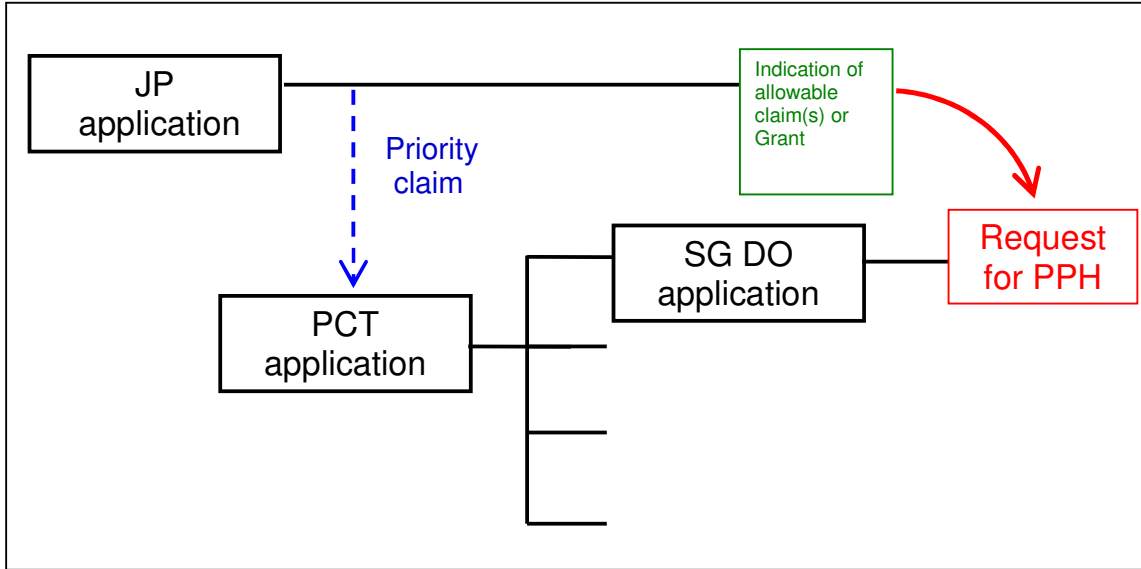 JP
application
Indication of
allowable
claim(s) or
Grant
Priority
claim
SG DO
application
Request
for PPH
PCT
application